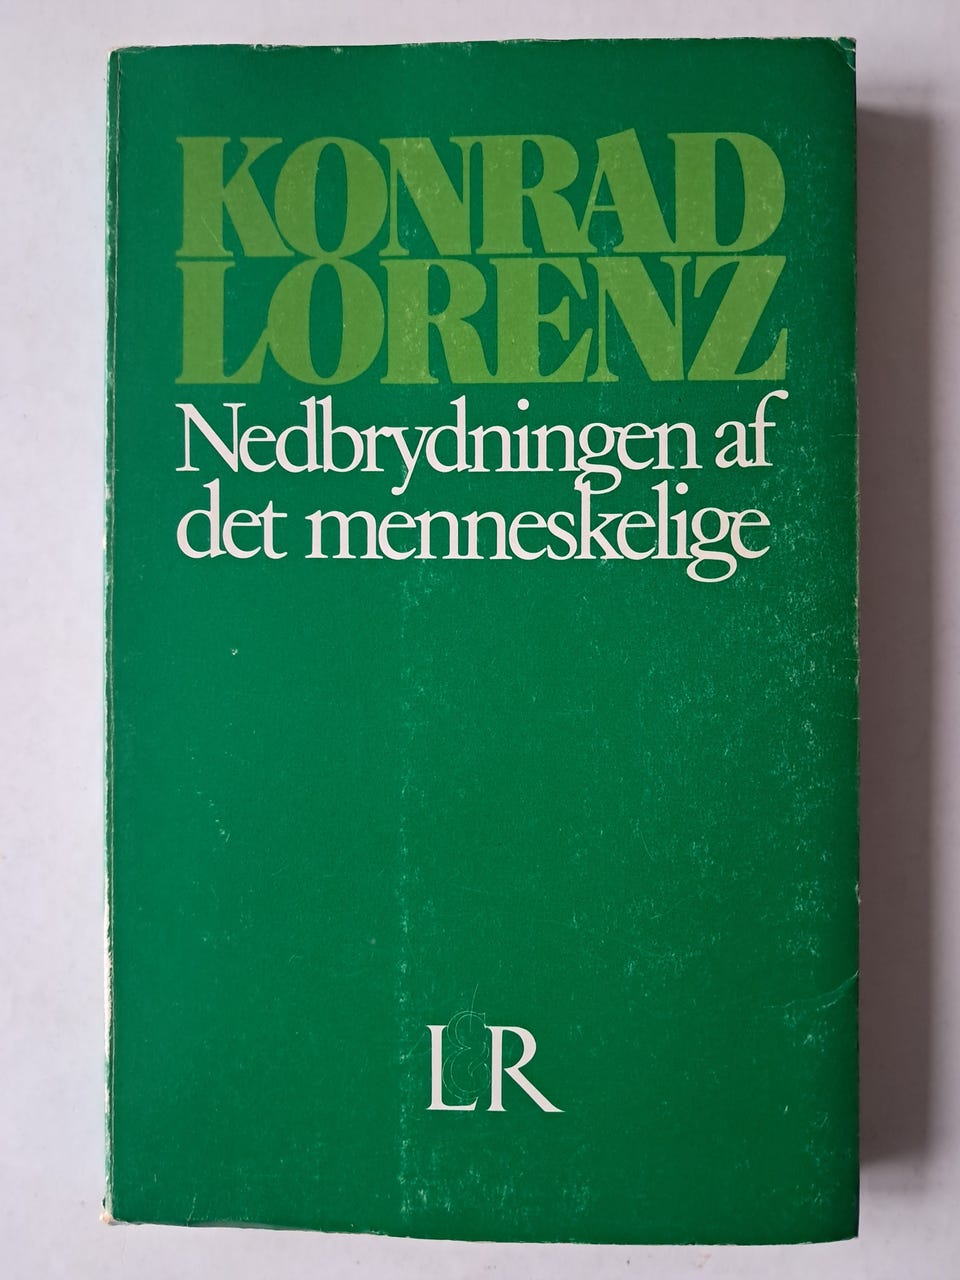 KONRAD
LORENZ
Nedbrydningen af
det menneskelige
L&R